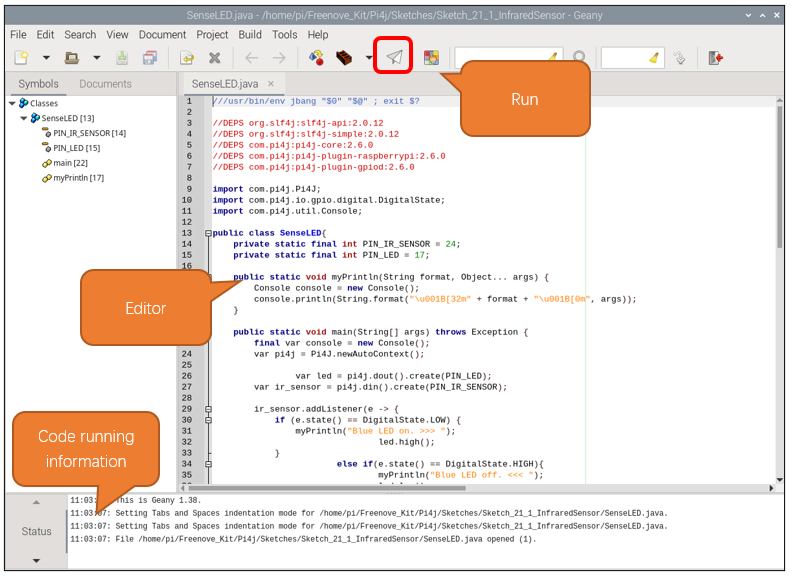 SenseLED.java - /home/pi/Freenove_Kit/Pi4j/Sketches/Sketch_21_1_InfraredSensor - Geany
File Edit Search View Document Project Build Tools Help
Symbols Documents
SenseLED.java ×
Run
Classes
SenseLED [13]
PIN_IR_SENSOR [14]
PIN_LED [15]
main [22]
myPrintln [17]
1 ///usr/bin/env jbang "$0" "$@" ; exit $?
2
3 //DEPS org.slf4j:slf4j-api:2.0.12
4 //DEPS org.slf4j:slf4j-simple:2.0.12
5 //DEPS com.pi4j:pi4j-core:2.6.0
6 //DEPS com.pi4j:pi4j-plugin-raspberrypi:2.6.0
7 //DEPS com.pi4j:pi4j-plugin-gpiod:2.6.0
8
9 import com.pi4j.Pi4J;
10 import com.pi4j.io.gpio.digital.DigitalState;
11 import com.pi4j.util.Console;
12
13 public class SenseLED{
14 private static final int PIN_IR_SENSOR = 24;
15 private static final int PIN_LED = 17;
16
public static void myPrintln(String format, Object... args) {
Console console = new Console();
console.println(String.format("\u001B[32m" + format + "\u001B[0m", args));
}
Editor
public static void main(String[] args) throws Exception {
final var console = new Console();
24 var pi4j = Pi4J.newAutoContext();
25
26 var led = pi4j.dout().create(PIN_LED);
27 var ir_sensor = pi4j.din().create(PIN_IR_SENSOR);
28
29 ir_sensor.addListener(e -> {
30 if (e.state() == DigitalState.LOW) {
31 myPrintln("Blue LED on. >>> ");
32 led.high();
33 }
34 else if(e.state() == DigitalState.HIGH){
35 myPrintln("Blue LED off. <<< ");
Code running
information
Status
This is Geany 1.38.
11:03:07: Setting Tabs and Spaces indentation mode for /home/pi/Freenove_Kit/Pi4j/Sketches/Sketch_21_1_InfraredSensor/SenseLED.java.
11:03:07: Setting Tabs and Spaces indentation mode for /home/pi/Freenove_Kit/Pi4j/Sketches/Sketch_21_1_InfraredSensor/SenseLED.java.
11:03:07: File /home/pi/Freenove_Kit/Pi4j/Sketches/Sketch_21_1_InfraredSensor/SenseLED.java opened (1).